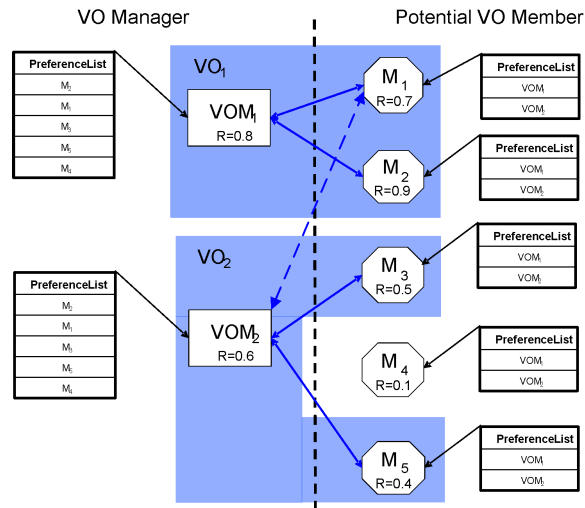 VO Manager
Potential VO Member
PreferenceList
M₂
M₁
M₃
M₅
M₄
VO₁
VOM₁
R=0.8
M₁
R=0.7
M₂
R=0.9
PreferenceList
VOM₁
VOM₂
PreferenceList
VOM₁
VOM₂
PreferenceList
M₂
M₁
M₃
M₅
M₄
VO₂
VOM₂
R=0.6
M₃
R=0.5
M₄
R=0.1
M₅
R=0.4
PreferenceList
VOM₁
VOM₂
PreferenceList
VOM₁
VOM₂
PreferenceList
VOM₁
VOM₂